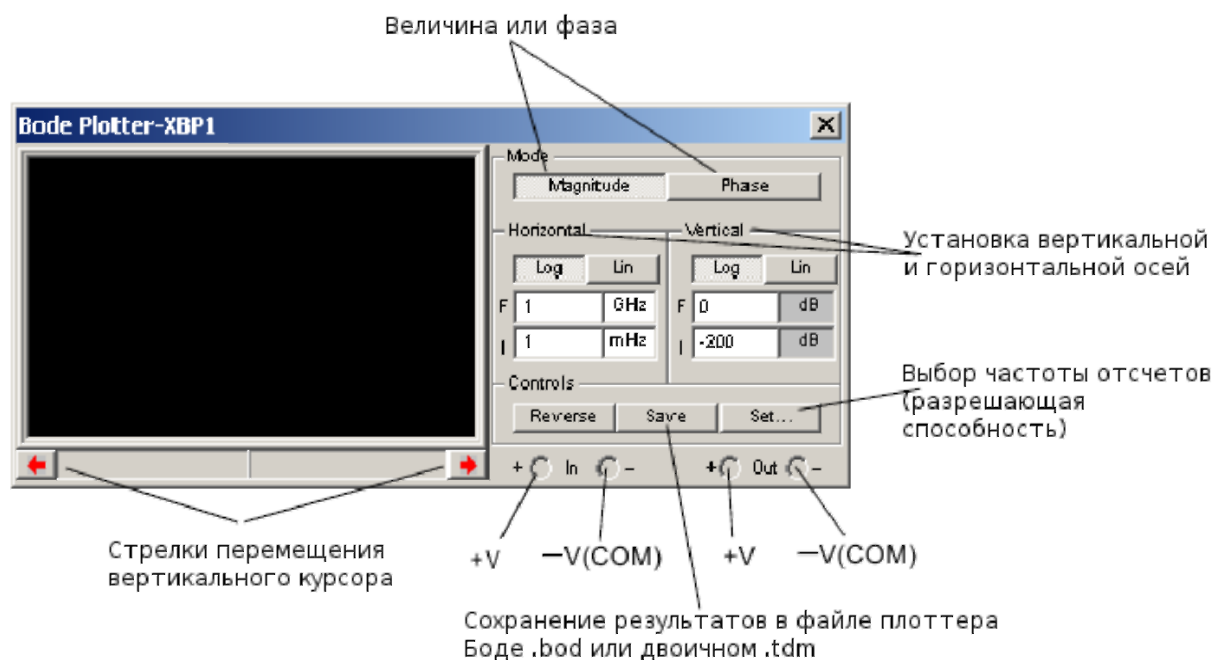 Величина или фаза
Bode Plotter-XBP1
Mode
Magnitude Phase
Horizontal Vertical
Установка вертикальной
и горизонтальной осей
Log Lin Log Lin
F 1 GHz F 0 dB
I 1 mHz I -200 dB
Выбор частоты отсчетов
(разрешающая
способность)
Controls
Reverse Save Set...
+ In − + Out −
Стрелки перемещения
вертикального курсора
+V —V(COM) +V —V(COM)
Сохранение результатов в файле плоттера
Боде .bod или двоичном .tdm